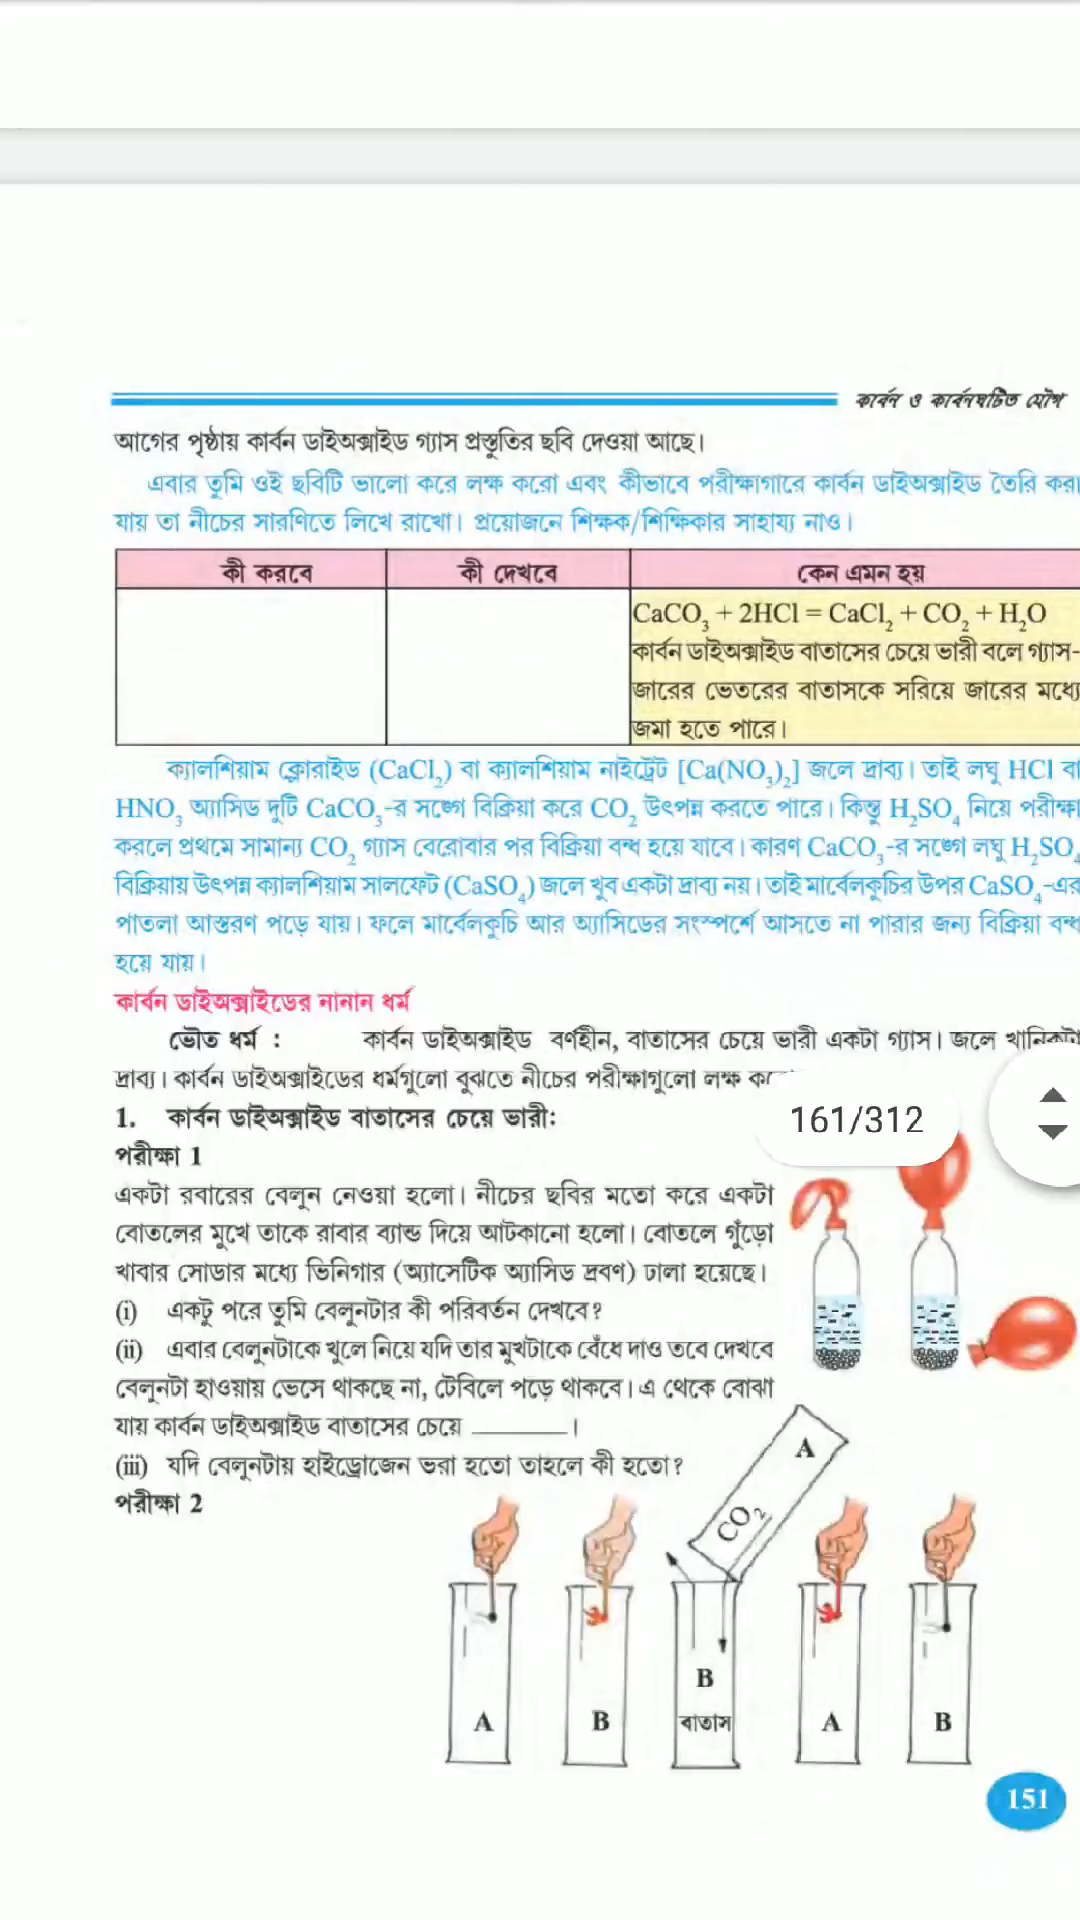 কার্বন ও কার্বনঘটিত যৌগ
আগের পৃষ্ঠায় কার্বন ডাইঅক্সাইড গ্যাস প্রস্তুতির ছবি দেওয়া আছে।
এবার তুমি ওই ছবিটি ভালো করে লক্ষ করো এবং কীভাবে পরীক্ষাগারে কার্বন ডাইঅক্সাইড তৈরি করা
যায় তা নীচের সারণিতে লিখে রাখো। প্রয়োজনে শিক্ষক/শিক্ষিকার সাহায্য নাও।
কী করবে
কী দেখবে
কেন এমন হয়
CaCO₃ + 2HCl = CaCl₂ + CO₂ + H₂O
কার্বন ডাইঅক্সাইড বাতাসের চেয়ে ভারী বলে গ্যাস-
জারের ভেতরের বাতাসকে সরিয়ে জারের মধ্যে
জমা হতে পারে।
ক্যালশিয়াম ক্লোরাইড (CaCl₂) বা ক্যালশিয়াম নাইট্রেট [Ca(NO₃)₂] জলে দ্রাব্য। তাই লঘু HCl বা
HNO₃ অ্যাসিড দুটি CaCO₃-র সঙ্গে বিক্রিয়া করে CO₂ উৎপন্ন করতে পারে। কিন্তু H₂SO₄ নিয়ে পরীক্ষা
করলে প্রথমে সামান্য CO₂ গ্যাস বেরোবার পর বিক্রিয়া বন্ধ হয়ে যাবে। কারণ CaCO₃-র সঙ্গে লঘু H₂SO₄
বিক্রিয়ায় উৎপন্ন ক্যালশিয়াম সালফেট (CaSO₄) জলে খুব একটা দ্রাব্য নয়। তাই মার্বেলকুচির উপর CaSO₄-এর
পাতলা আস্তরণ পড়ে যায়। ফলে মার্বেলকুচি আর অ্যাসিডের সংস্পর্শে আসতে না পারার জন্য বিক্রিয়া বন্ধ
হয়ে যায়।
কার্বন ডাইঅক্সাইডের নানান ধর্ম
ভৌত ধর্ম : কার্বন ডাইঅক্সাইড বর্ণহীন, বাতাসের চেয়ে ভারী একটা গ্যাস। জলে খানিকটা
দ্রাব্য। কার্বন ডাইঅক্সাইডের ধর্মগুলো বুঝতে নীচের পরীক্ষাগুলো লক্ষ
1. কার্বন ডাইঅক্সাইড বাতাসের চেয়ে ভারী:
161/312
পরীক্ষা 1
একটা রবারের বেলুন নেওয়া হলো। নীচের ছবির মতো করে একটা
বোতলের মুখে তাকে রাবার ব্যান্ড দিয়ে আটকানো হলো। বোতলে গুঁড়ো
খাবার সোডার মধ্যে ভিনিগার (অ্যাসেটিক অ্যাসিড দ্রবণ) ঢালা হয়েছে।
(i) একটু পরে তুমি বেলুনটার কী পরিবর্তন দেখবে?
(ii) এবার বেলুনটাকে খুলে নিয়ে যদি তার মুখটাকে বেঁধে দাও তবে দেখবে
বেলুনটা হাওয়ায় ভেসে থাকছে না, টেবিলে পড়ে থাকবে। এ থেকে বোঝা
যায় কার্বন ডাইঅক্সাইড বাতাসের চেয়ে ________ ।
(iii) যদি বেলুনটায় হাইড্রোজেন ভরা হতো তাহলে কী হতো?
পরীক্ষা 2
A
CO₂
A
B
B
বাতাস
A
B
151